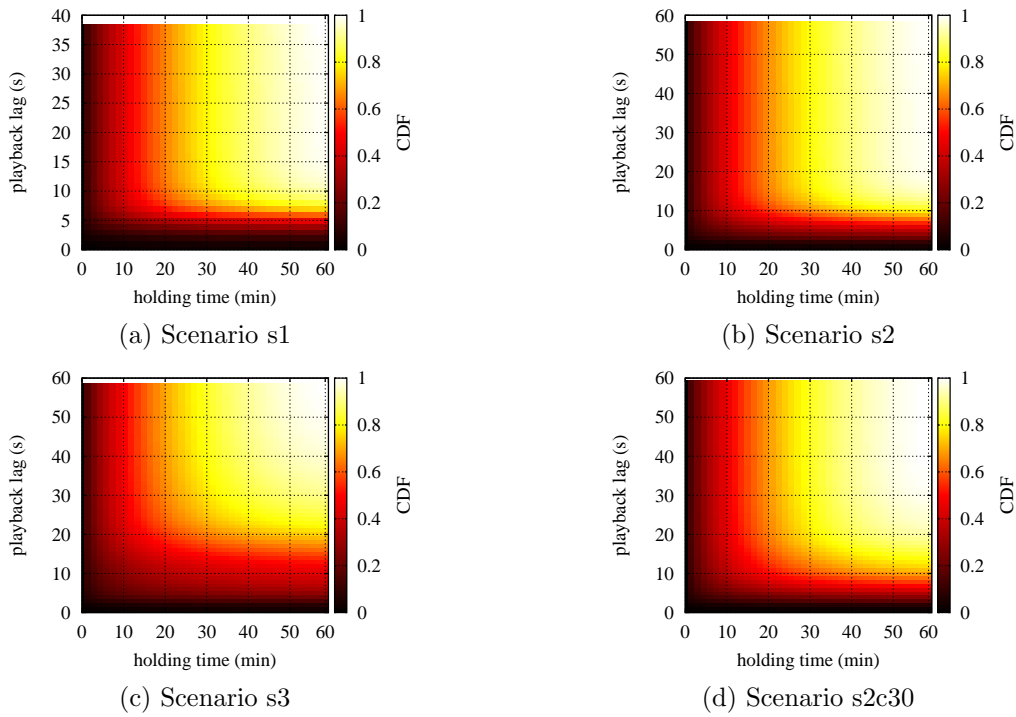 40
35
30
25
20
15
10
5
0
playback lag (s)
0 10 20 30 40 50 60
holding time (min)
1
0.8
0.6
0.4
0.2
0
CDF
(a) Scenario s1
60
50
40
30
20
10
0
playback lag (s)
0 10 20 30 40 50 60
holding time (min)
1
0.8
0.6
0.4
0.2
0
CDF
(b) Scenario s2
60
50
40
30
20
10
0
playback lag (s)
0 10 20 30 40 50 60
holding time (min)
1
0.8
0.6
0.4
0.2
0
CDF
(c) Scenario s3
60
50
40
30
20
10
0
playback lag (s)
0 10 20 30 40 50 60
holding time (min)
1
0.8
0.6
0.4
0.2
0
CDF
(d) Scenario s2c30